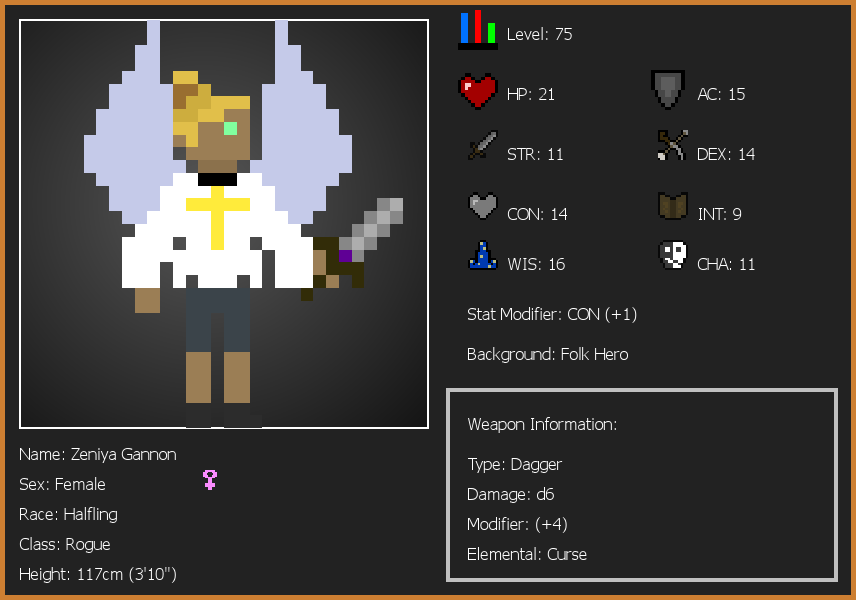 Level: 75
HP: 21
AC: 15
STR: 11
DEX: 14
CON: 14
INT: 9
WIS: 16
CHA: 11
Stat Modifier: CON (+1)
Background: Folk Hero
Weapon Information:
Type: Dagger
Damage: d6
Modifier: (+4)
Elemental: Curse
Name: Zeniya Gannon
Sex: Female
Race: Halfling
Class: Rogue
Height: 117cm (3'10")